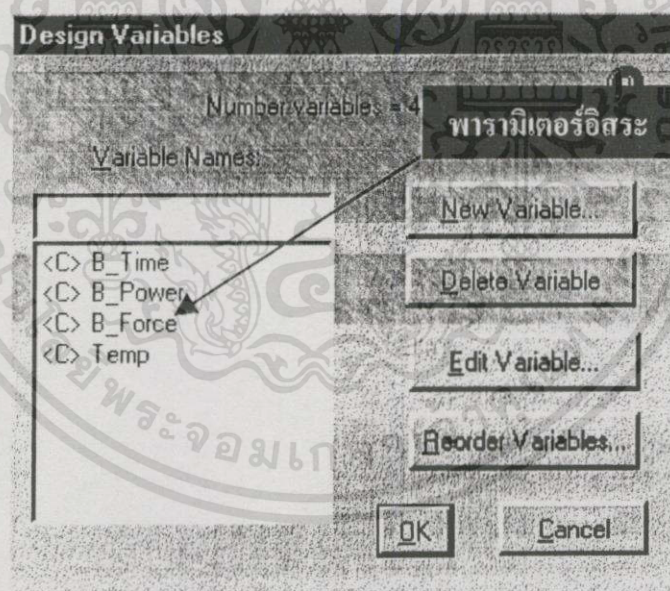 Design Variables
Number variables = 4
พารามิเตอร์อิสระ
Variable Names:
New Variable...
<C> B_Time
<C> B_Power
<C> B_Force
<C> Temp
Delete Variable
Edit Variable...
Reorder Variables...
OK
Cancel